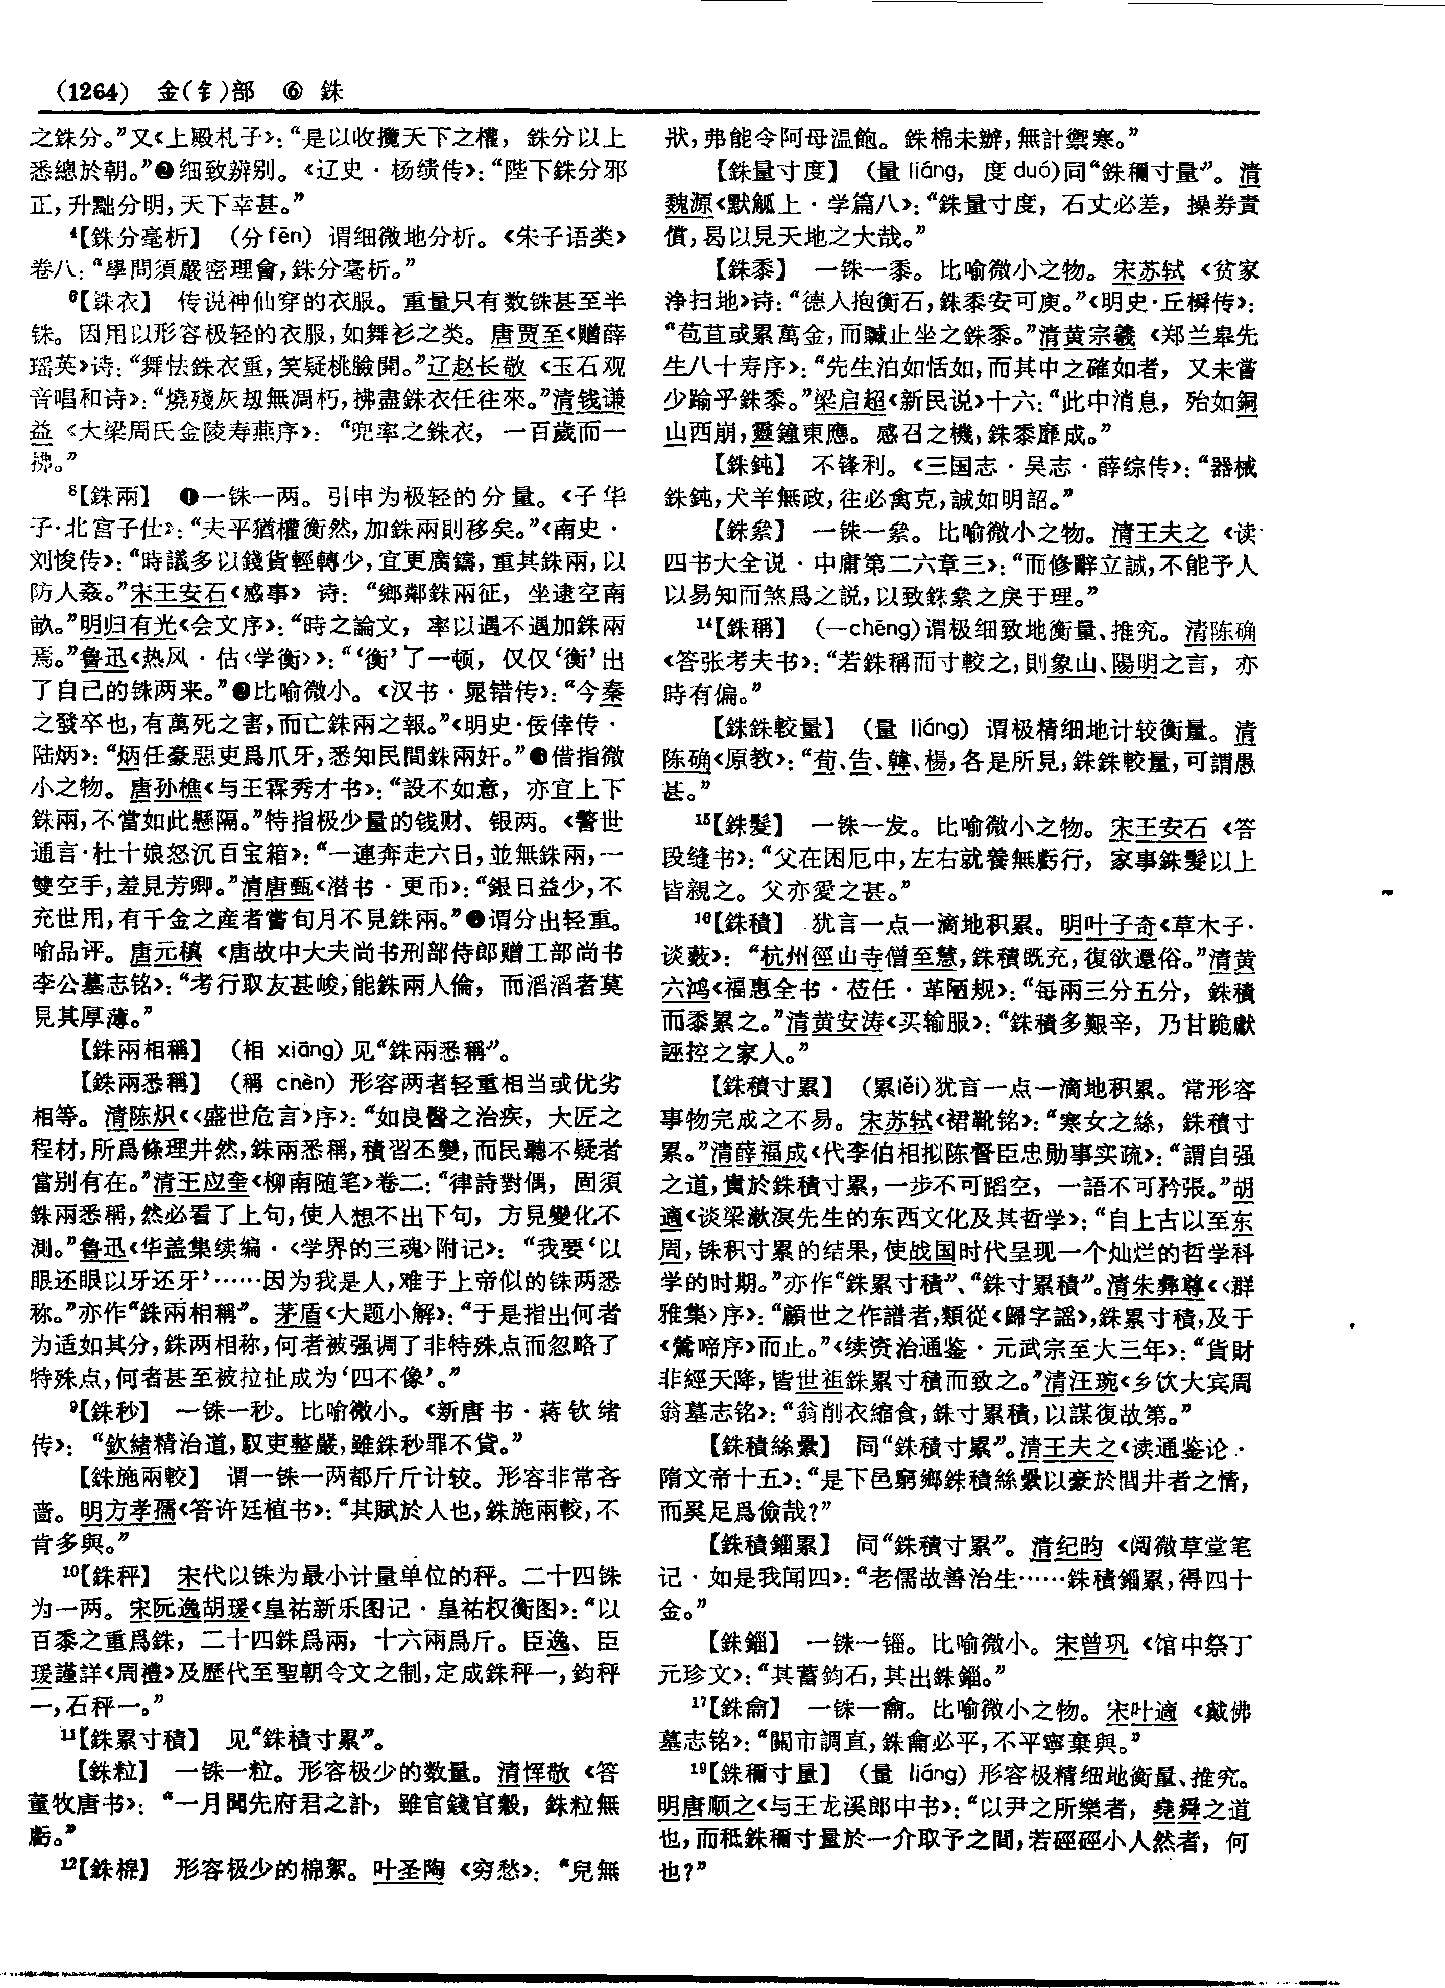 (1264) 金(钅)部 ⑥ 銖
之銖分。”又《上殿札子》：“是以收攬天下之權，銖分以上
悉總於朝。”❷细致辨别。《辽史·杨绩传》：“陛下銖分邪
正，升黜分明，天下幸甚。”
⁴【銖分毫析】 （分fēn）谓细微地分析。《朱子语类》
卷八：“學問須嚴密理會，銖分毫析。”
⁶【銖衣】 传说神仙穿的衣服。重量只有数铢甚至半
铢。因用以形容极轻的衣服，如舞衫之类。唐贾至《赠薛
瑶英》诗：“舞怯銖衣重，笑疑桃臉開。”辽赵长敬《玉石观
音唱和诗》：“燒殘灰刼無凋朽，拂盡銖衣任往來。”清钱谦
益《大梁周氏金陵寿燕序》：“兜率之銖衣，一百歲而一
拂。”
⁸【銖兩】 ❶一铢一两。引申为极轻的分量。《子华
子·北宫子仕》：“夫平猶權衡然，加銖兩則移矣。”《南史·
刘悛传》：“時議多以錢貨輕轉少，宜更廣鑄，重其銖兩，以
防人姦。”宋王安石《感事》诗：“鄉鄰銖兩征，坐逮空南
畝。”明归有光《会文序》：“時之論文，率以遇不遇加銖兩
焉。”鲁迅《热风·估〈学衡〉》：“‘衡’了一顿，仅仅‘衡’出
了自己的铢两来。”❷比喻微小。《汉书·晁错传》：“今秦
之發卒也，有萬死之害，而亡銖兩之報。”《明史·佞倖传·
陆炳》：“炳任豪惡吏爲爪牙，悉知民間銖兩奸。”❸借指微
小之物。唐孙樵《与王霖秀才书》：“設不如意，亦宜上下
銖兩，不當如此懸隔。”特指极少量的钱财、银两。《警世
通言·杜十娘怒沉百宝箱》：“一連奔走六日，並無銖兩，一
雙空手，羞見芳卿。”清唐甄《潜书·更币》：“銀日益少，不
充世用，有千金之産者嘗旬月不見銖兩。”❹谓分出轻重。
喻品评。唐元稹《唐故中大夫尚书刑部侍郎赠工部尚书
李公墓志铭》：“考行取友甚峻，能銖兩人倫，而滔滔者莫
見其厚薄。”
【銖兩相稱】 （相 xiāng）见“銖兩悉稱”。
【銖兩悉稱】 （稱 chèn）形容两者轻重相当或优劣
相等。清陈炽《〈盛世危言〉序》：“如良醫之治疾，大匠之
程材，所爲條理井然，銖兩悉稱，積習丕變，而民聽不疑者
當别有在。”清王应奎《柳南随笔》卷二：“律詩對偶，固須
銖兩悉稱，然必看了上句，使人想不出下句，方見變化不
測。”鲁迅《华盖集续编·〈学界的三魂〉附记》：“我要‘以
眼还眼以牙还牙’……因为我是人，难于上帝似的铢两悉
称。”亦作“銖兩相稱”。茅盾《大题小解》：“于是指出何者
为适如其分，銖两相称，何者被强调了非特殊点而忽略了
特殊点，何者甚至被拉扯成为‘四不像’。”
⁹【銖秒】 一铢一秒。比喻微小。《新唐书·蒋钦绪
传》：“欽緒精治道，馭吏整嚴，雖銖秒罪不貸。”
【銖施兩較】 谓一铢一两都斤斤计较。形容非常吝
啬。明方孝孺《答许廷植书》：“其賦於人也，銖施兩較，不
肯多與。”
¹⁰【銖秤】 宋代以铢为最小计量单位的秤。二十四铢
为一两。宋阮逸胡瑗《皇祐新乐图记·皇祐权衡图》：“以
百黍之重爲銖，二十四銖爲兩，十六兩爲斤。臣逸、臣
瑗謹詳《周禮》及歷代至聖朝令文之制，定成銖秤一，鈞秤
一，石秤一。”
¹¹【銖累寸積】 见“銖積寸累”。
【銖粒】 一铢一粒。形容极少的数量。清恽敬《答
董牧唐书》：“一月聞先府君之訃，雖官錢官穀，銖粒無
虧。”
¹²【銖棉】 形容极少的棉絮。叶圣陶《穷愁》：“兒無
狀，弗能令阿母温飽。銖棉未辦，無計禦寒。”
【銖量寸度】 （量 liáng，度 duó）同“銖稱寸量”。清
魏源《默觚上·学篇八》：“銖量寸度，石丈必差，操券責
償，曷以見天地之大哉。”
【銖黍】 一铢一黍。比喻微小之物。宋苏轼《贫家
净扫地》诗：“德人抱衡石，銖黍安可廋。”《明史·丘橓传》：
“苞苴或累萬金，而贓止坐之銖黍。”清黄宗羲《郑兰皋先
生八十寿序》：“先生泊如恬如，而其中之確如者，又未嘗
少踰乎銖黍。”梁启超《新民说》十六：“此中消息，殆如銅
山西崩，靈鐘東應。感召之機，銖黍靡成。”
【銖鈍】 不锋利。《三国志·吴志·薛综传》：“器械
銖鈍，犬羊無政，往必禽克，誠如明詔。”
【銖絫】 一铢一絫。比喻微小之物。清王夫之《读
四书大全说·中庸第二六章三》：“而修辭立誠，不能予人
以易知而煞爲之説，以致銖絫之戾于理。”
¹⁴【銖稱】 （—chēng）谓极细致地衡量、推究。清陈确
《答张考夫书》：“若銖稱而寸較之，則象山、陽明之言，亦
時有偏。”
【銖銖較量】 （量 liáng）谓极精细地计较衡量。清
陈确《原教》：“荀、告、韓、楊，各是所見，銖銖較量，可謂愚
甚。”
¹⁵【銖髮】 一铢一发。比喻微小之物。宋王安石《答
段缝书》：“父在困厄中，左右就養無虧行，家事銖髮以上
皆親之。父亦愛之甚。”
¹⁶【銖積】 犹言一点一滴地积累。明叶子奇《草木子·
谈薮》：“杭州徑山寺僧至慧，銖積既充，復欲還俗。”清黄
六鸿《福惠全书·莅任·革陋规》：“每兩三分五分，銖積
而黍累之。”清黄安涛《买输服》：“銖積多艱辛，乃甘跪獻
誣控之家人。”
【銖積寸累】 （累lěi）犹言一点一滴地积累。常形容
事物完成之不易。宋苏轼《裙靴铭》：“寒女之絲，銖積寸
累。”清薛福成《代李伯相拟陈督臣忠勋事实疏》：“謂自强
之道，貴於銖積寸累，一步不可蹈空，一語不可矜張。”胡
適《谈梁漱溟先生的东西文化及其哲学》：“自上古以至东
周，铢积寸累的结果，使战国时代呈现一个灿烂的哲学科
学的时期。”亦作“銖累寸積”、“銖寸累積”。清朱彝尊《〈群
雅集〉序》：“顧世之作譜者，類從《歸字謡》，銖累寸積，及于
《鶯啼序》而止。”《续资治通鉴·元武宗至大三年》：“貨財
非經天降，皆世祖銖累寸積而致之。”清汪琬《乡饮大宾周
翁墓志铭》：“翁削衣縮食，銖寸累積，以謀復故第。”
【銖積絲纍】 同“銖積寸累”。清王夫之《读通鉴论·
隋文帝十五》：“是下邑窮鄉銖積絲纍以豪於閭井者之情，
而奚足爲儉哉？”
【銖積錙累】 同“銖積寸累”。清纪昀《阅微草堂笔
记·如是我闻四》：“老儒故善治生……銖積錙累，得四十
金。”
【銖錙】 一铢一锱。比喻微小。宋曾巩《馆中祭丁
元珍文》：“其蓄鈞石，其出銖錙。”
¹⁷【銖龠】 一铢一龠。比喻微小之物。宋叶適《戴佛
墓志铭》：“關市調直，銖龠必平，不平寧棄與。”
¹⁹【銖稱寸量】 （量 liáng）形容极精细地衡量、推究。
明唐顺之《与王龙溪郎中书》：“以尹之所樂者，堯舜之道
也，而秪銖稱寸量於一介取予之間，若硜硜小人然者，何
也？”